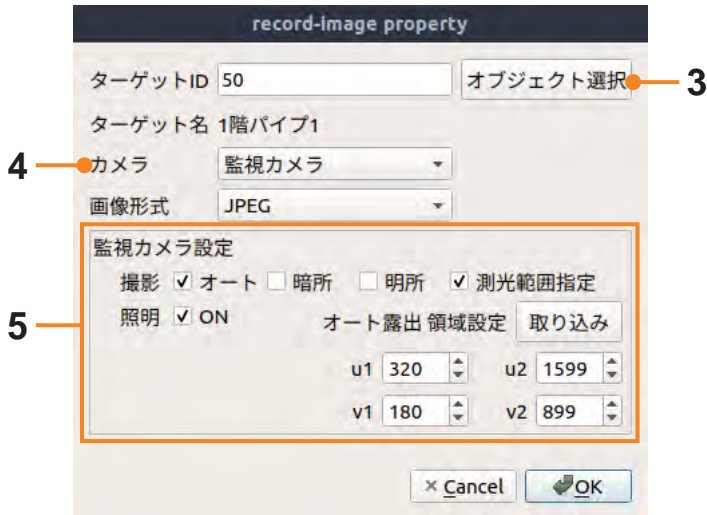 record-image property
ターゲットID 50 オブジェクト選択 3
ターゲット名 1階パイプ1
4 カメラ 監視カメラ
画像形式 JPEG
監視カメラ設定
撮影 オート 暗所 明所 測光範囲指定
5 照明 ON オート露出 領域設定 取り込み
u1 320 u2 1599
v1 180 v2 899
Cancel OK